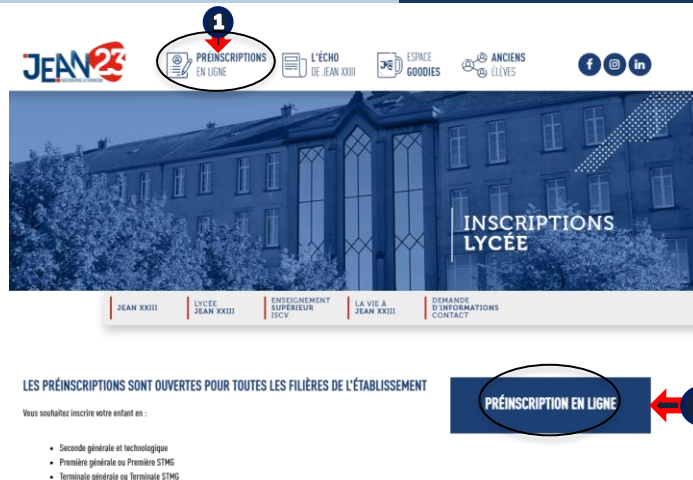 1
JEAN23
ENSEIGNEMENT & FORMATION
PRÉINSCRIPTIONS
EN LIGNE
L'ÉCHO
DE JEAN XXIII
ESPACE
GOODIES
ANCIENS
ÉLÈVES
INSCRIPTIONS
LYCÉE
JEAN XXIII
LYCÉE
JEAN XXIII
ENSEIGNEMENT
SUPÉRIEUR
ISCV
LA VIE À
JEAN XXIII
DEMANDE
D'INFORMATIONS
CONTACT
LES PRÉINSCRIPTIONS SONT OUVERTES POUR TOUTES LES FILIÈRES DE L'ÉTABLISSEMENT
PRÉINSCRIPTION EN LIGNE
Vous souhaitez inscrire votre enfant en :
• Seconde générale et technologique
• Première générale ou Première STMG
• Terminale générale ou Terminale STMG